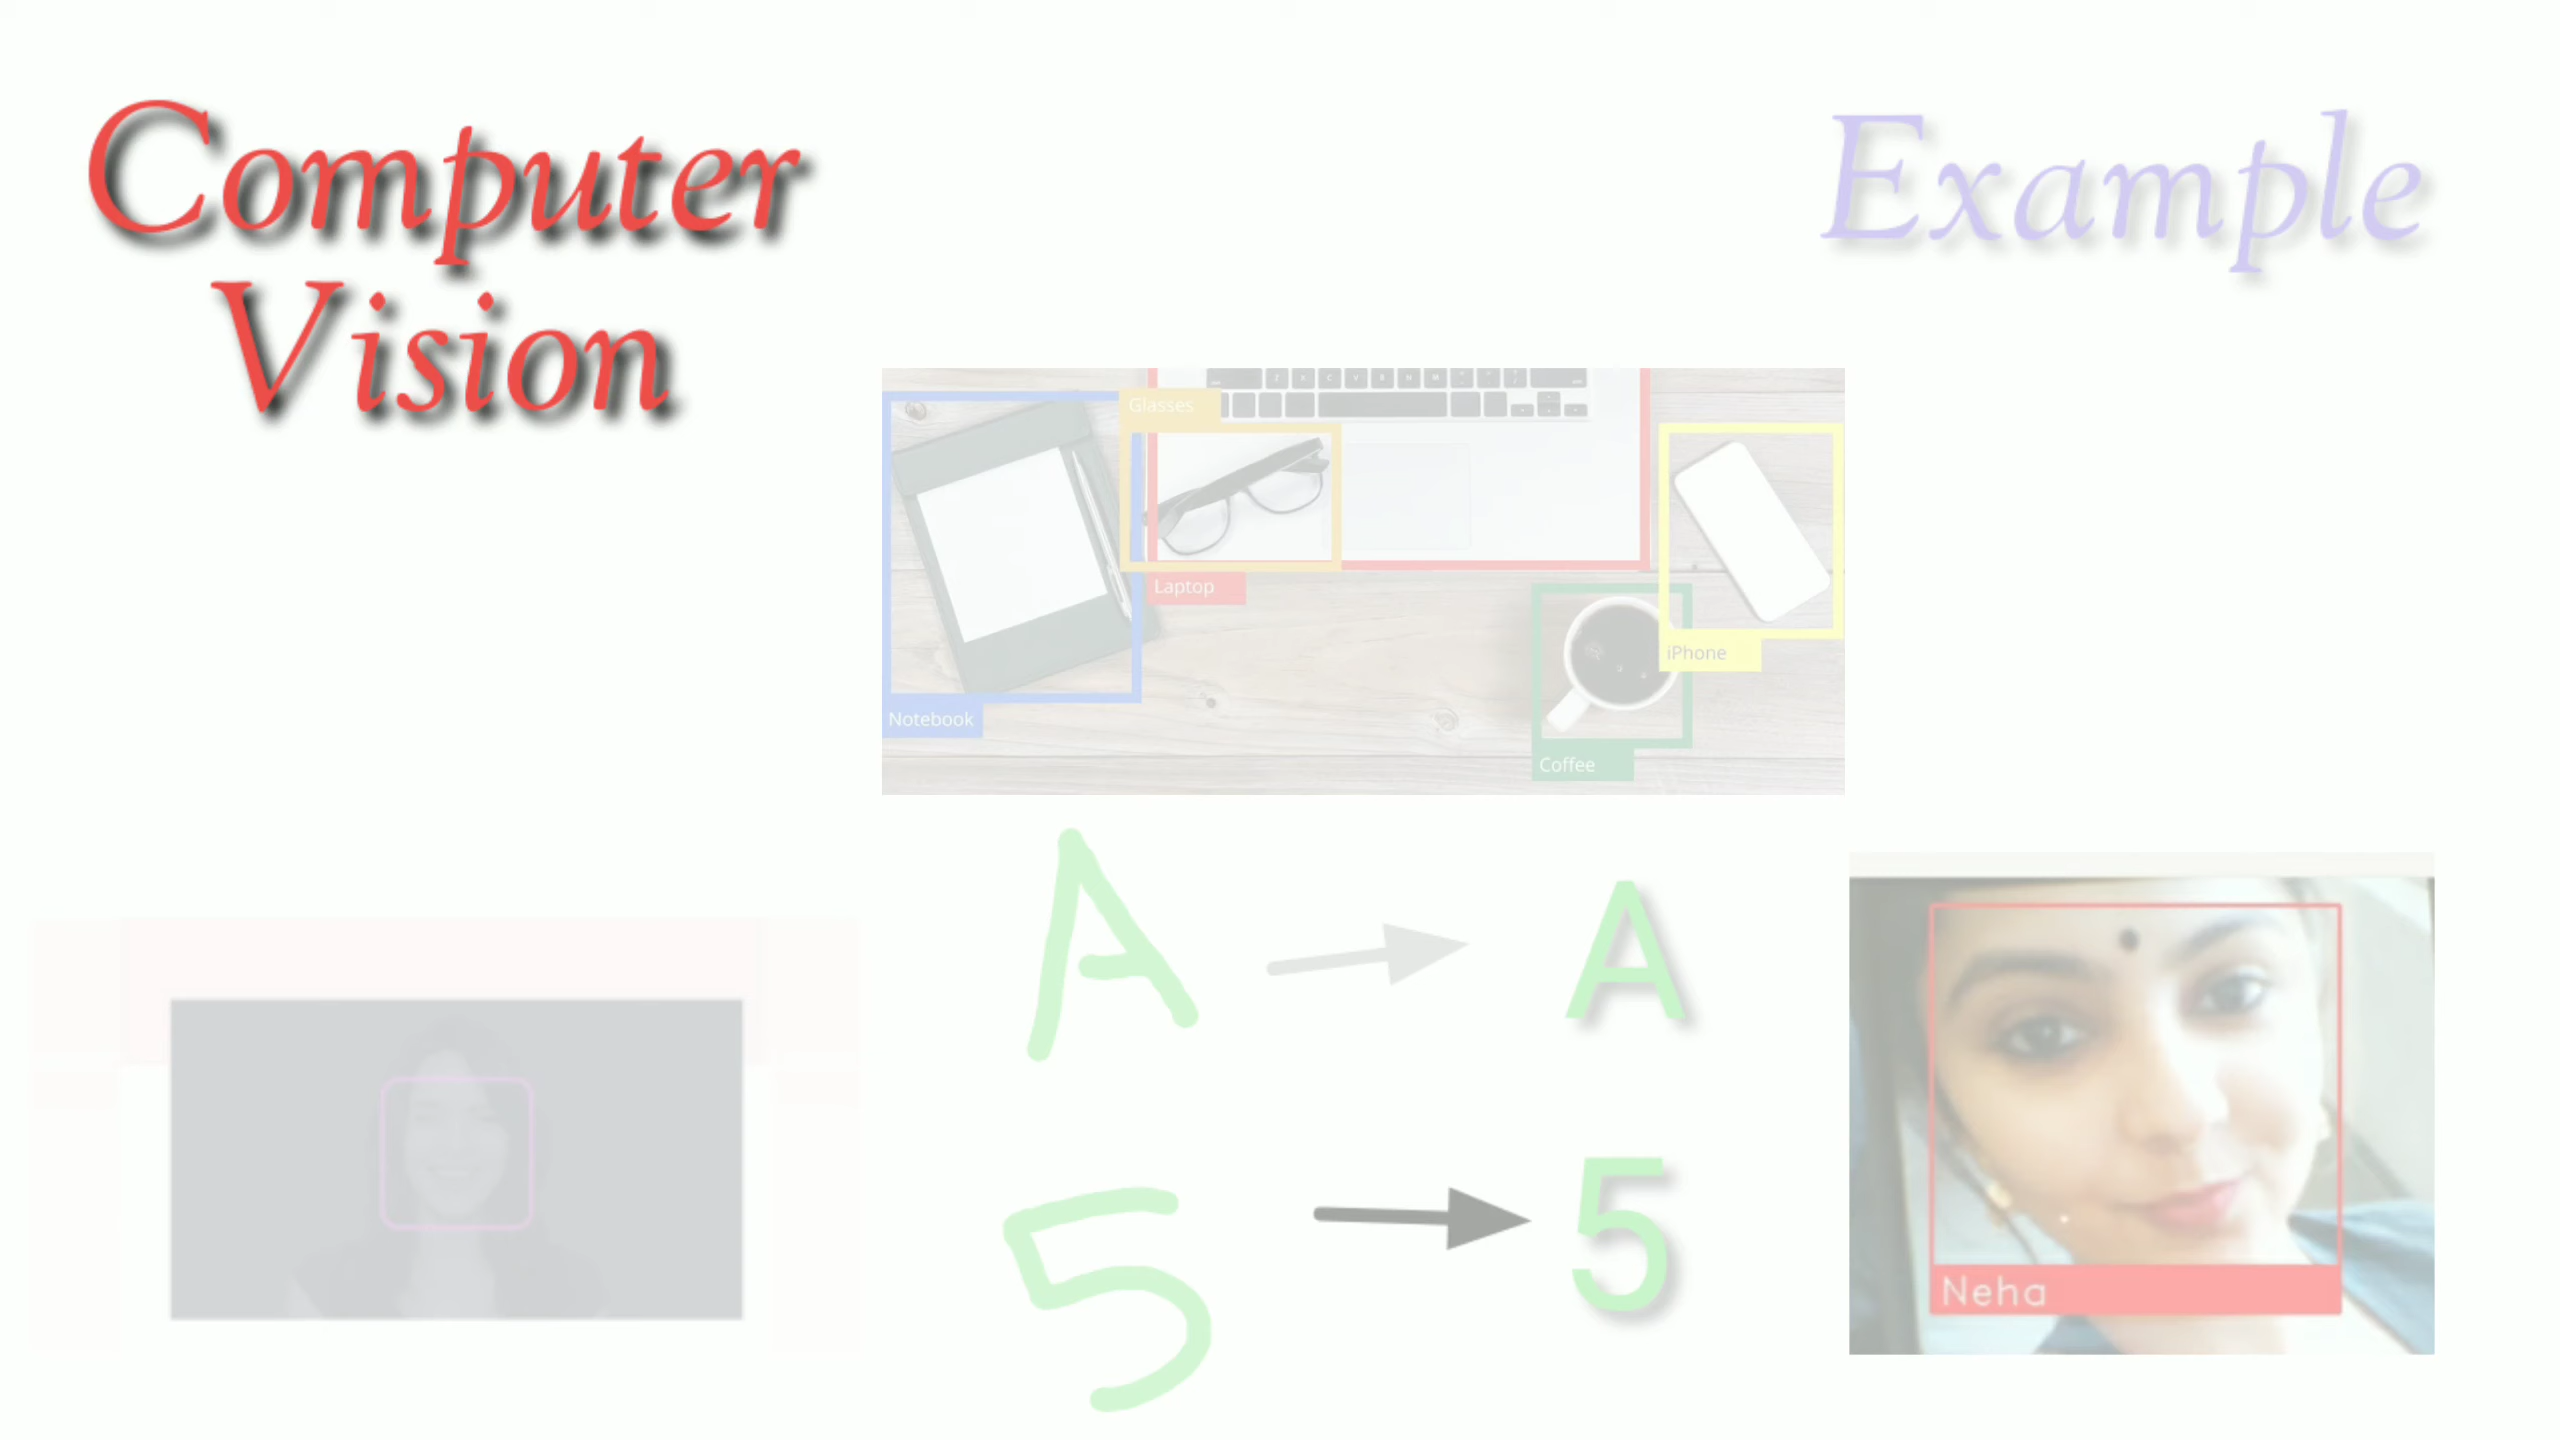 Computer
Vision
Example
Glasses
Laptop
iPhone
Notebook
Coffee
A A
5 5
Neha